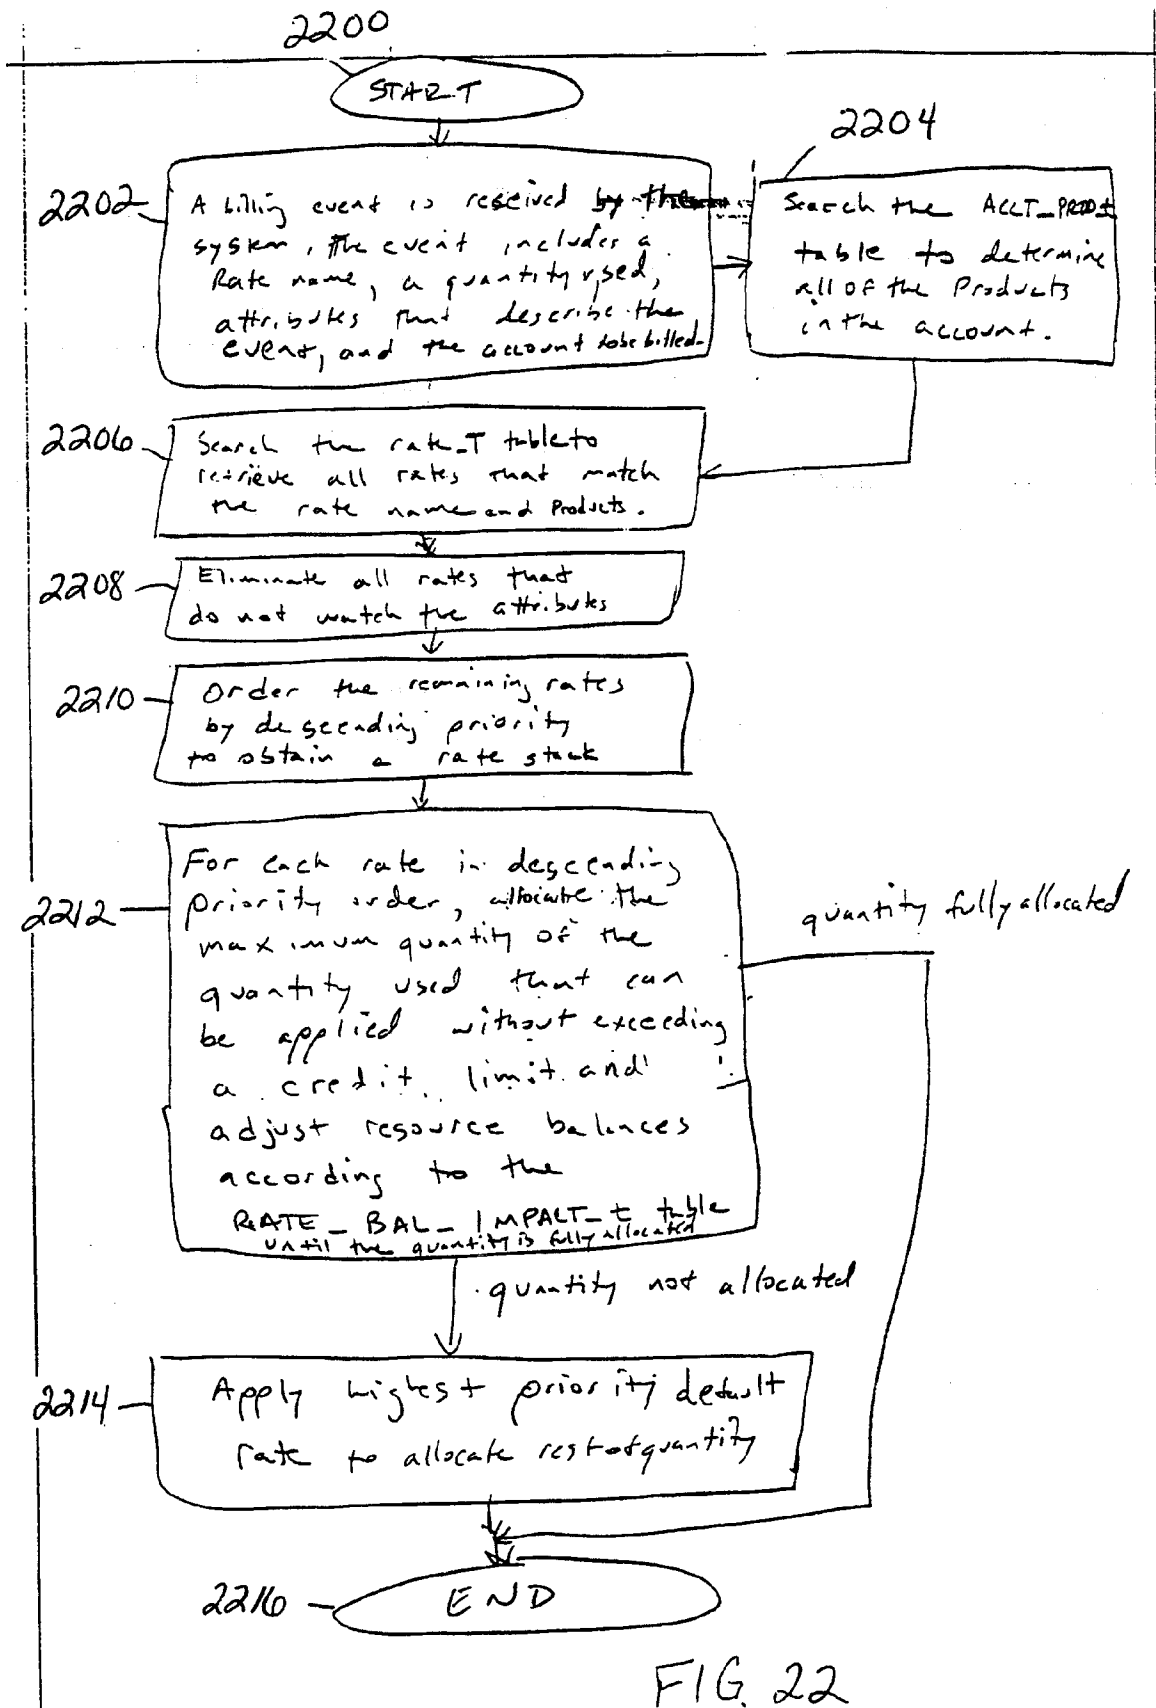 2200
START
2202
A billing event is received by the
system, the event includes a
Rate name, a quantity used,
attributes that describe the
event, and the account to be billed.
2204
Search the ACCT_PROD_t
table to determine
all of the Products
in the account.
2206
Search the rate_T table to
retrieve all rates that match
the rate name and Products.
2208
Eliminate all rates that
do not match the attributes
2210
Order the remaining rates
by descending priority
to obtain a rate stack
2212
For each rate in descending
priority order, allocate the
maximum quantity of the
quantity used that can
be applied without exceeding
a credit limit and
adjust resource balances
according to the
RATE_BAL_IMPACT_t table
until the quantity is fully allocated
quantity fully allocated
quantity not allocated
2214
Apply highest priority default
rate to allocate rest of quantity
2216
END
FIG. 22